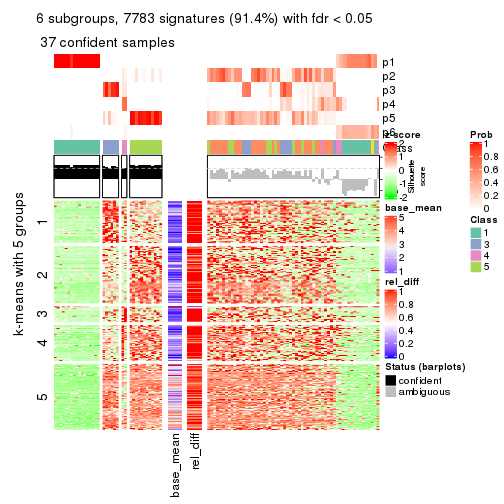 6 subgroups, 7783 signatures (91.4%) with fdr < 0.05
37 confident samples
p1
p2
p3
p4
p5
p6
Class
z-score
2
1
0
-1
-2
Silhouette
score
Prob
1
0.8
0.6
0.4
0.2
0
base_mean
5
4
3
2
1
Class
1
3
4
5
rel_diff
1
0.8
0.6
0.4
0.2
0
Status (barplots)
confident
ambiguous
k-means with 5 groups
1
2
3
4
5
base_mean
rel_diff